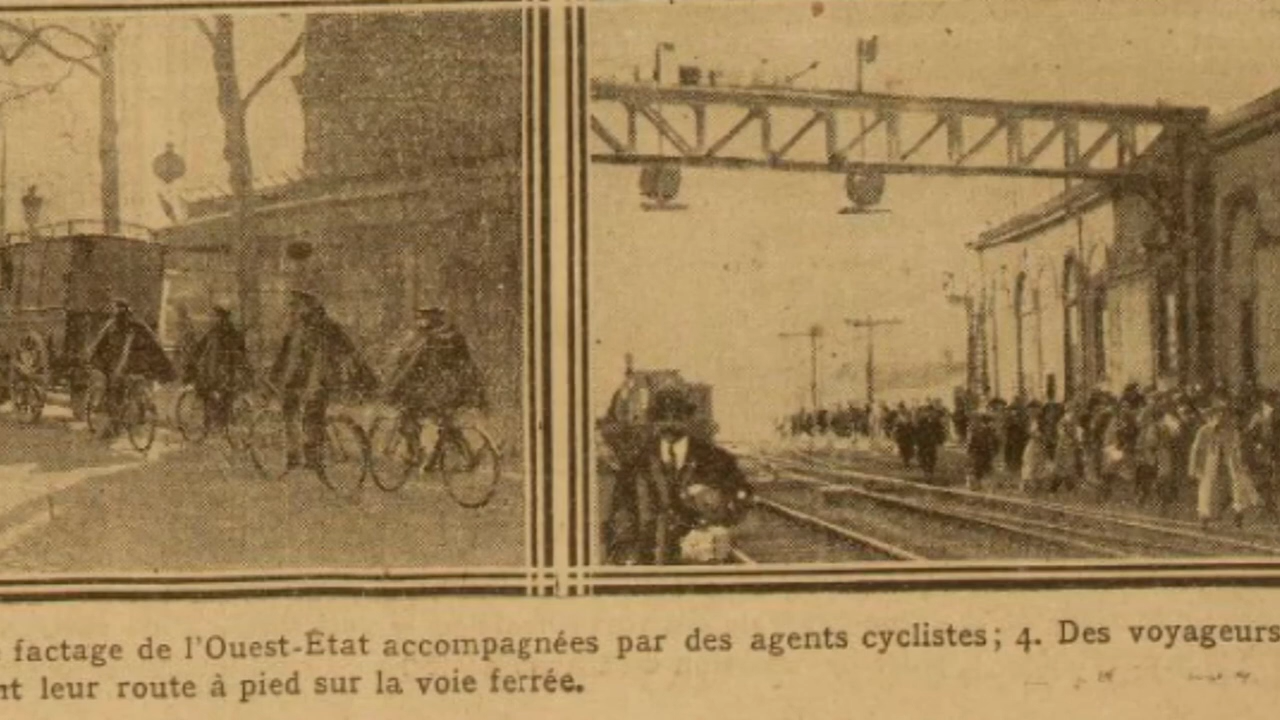 factage de l'Ouest-État accompagnées par des agents cyclistes; 4. Des voyageurs
nt leur route à pied sur la voie ferrée.